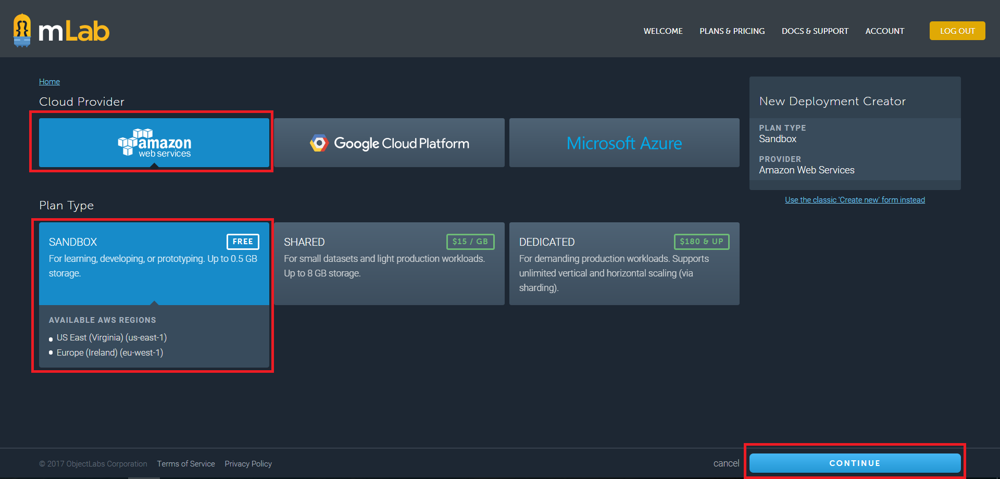 mLab
WELCOME
PLANS & PRICING
DOCS & SUPPORT
ACCOUNT
LOG OUT
Home
Cloud Provider
amazon
web services
Google Cloud Platform
Microsoft Azure
Plan Type
SANDBOX
FREE
For learning, developing, or prototyping. Up to 0.5 GB
storage.
AVAILABLE AWS REGIONS
US East (Virginia) (us-east-1)
Europe (Ireland) (eu-west-1)
SHARED
$15 / GB
For small datasets and light production workloads.
Up to 8 GB storage.
DEDICATED
$180 & UP
For demanding production workloads. Supports
unlimited vertical and horizontal scaling (via
sharding).
New Deployment Creator
PLAN TYPE
Sandbox
PROVIDER
Amazon Web Services
Use the classic 'Create new' form instead
© 2017 ObjectLabs Corporation
Terms of Service
Privacy Policy
cancel
CONTINUE